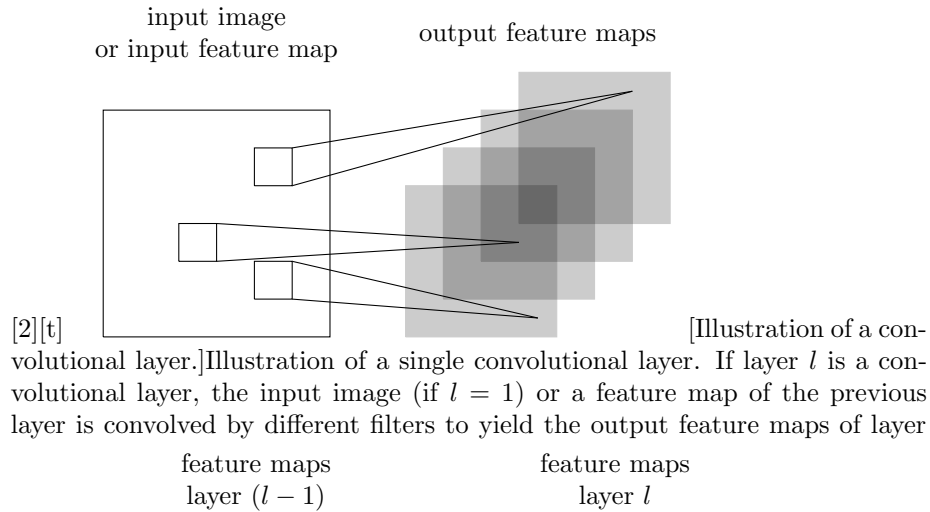 input image
or input feature map
output feature maps
[2][t] [Illustration of a con-
volutional layer.]Illustration of a single convolutional layer. If layer l is a con-
volutional layer, the input image (if l = 1) or a feature map of the previous
layer is convolved by different filters to yield the output feature maps of layer
feature maps
layer (l − 1)
feature maps
layer l